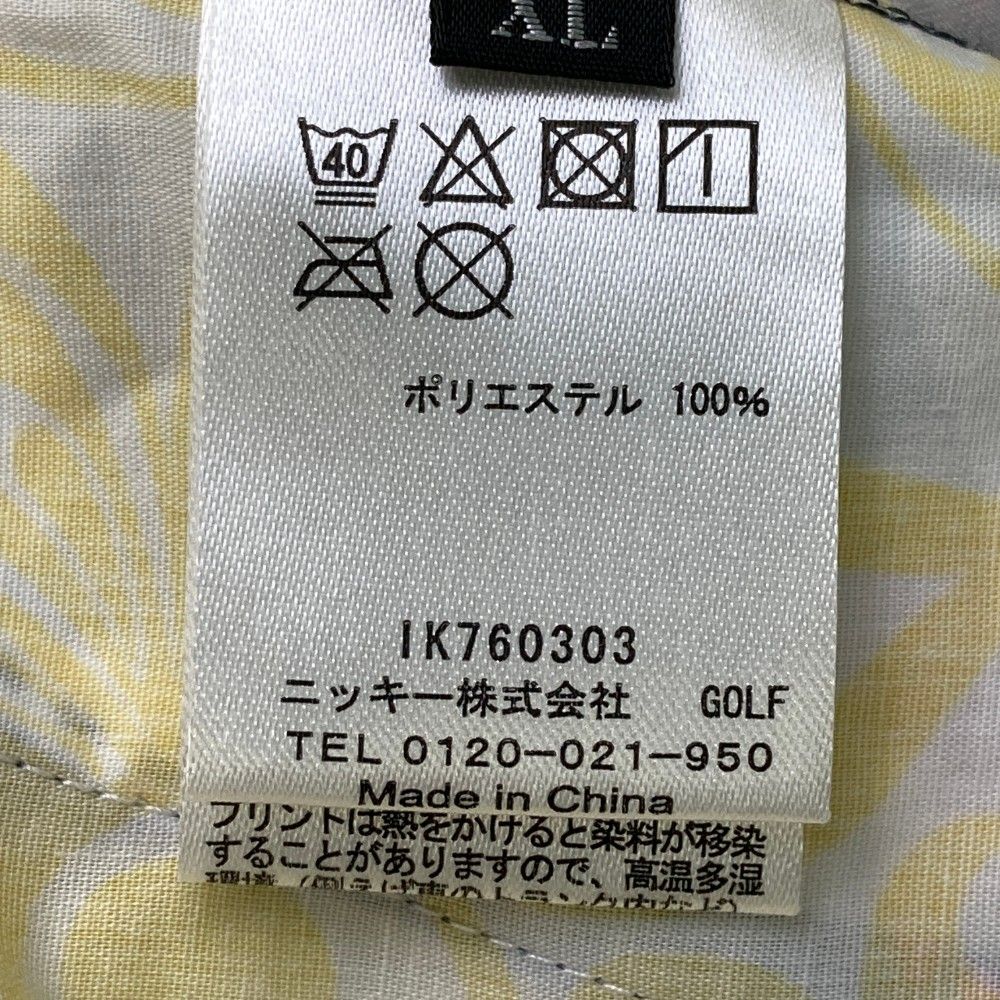 XL
40
ポリエステル 100%
IK760303
ニッキー株式会社 GOLF
TEL 0120-021-950
Made in China
プリントは熱をかけると染料が移染
することがありますので、高温多湿